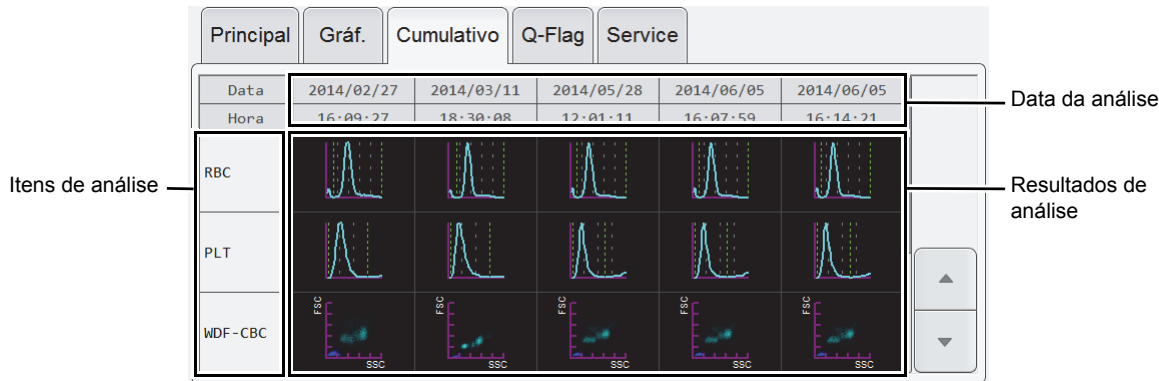 Principal Gráf. Cumulativo Q-Flag Service
Data 2014/02/27 2014/03/11 2014/05/28 2014/06/05 2014/06/05
Data da análise
Hora 16:09:27 18:30:08 12:01:11 16:07:59 16:14:21
RBC
Itens de análise
Resultados de
análise
PLT
WDF-CBC
FSC FSC FSC FSC FSC
SSC SSC SSC SSC SSC